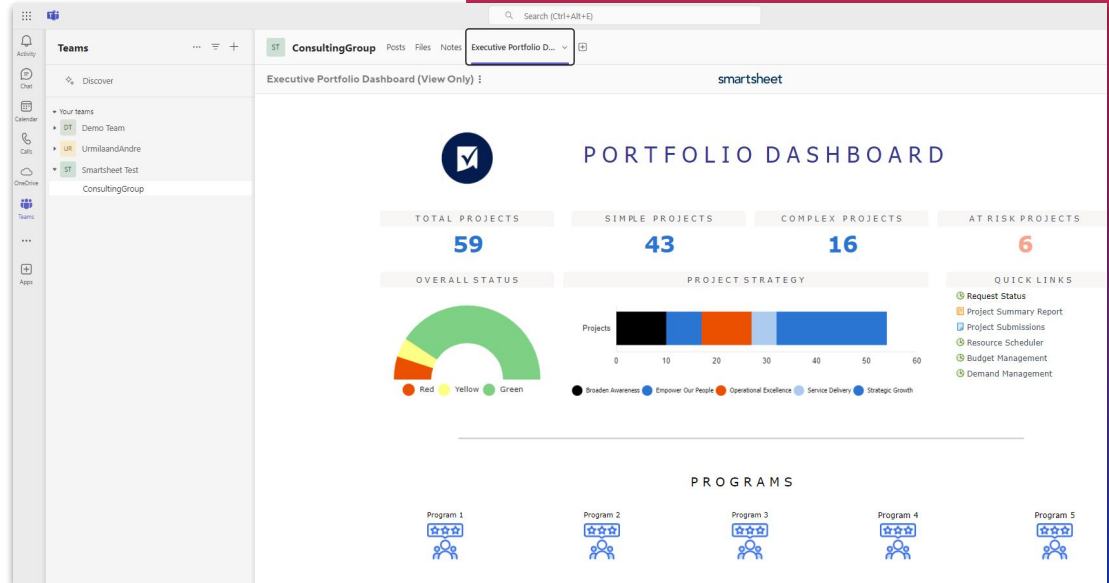 Search (Ctrl+Alt+E)
Activity
Chat
Calendar
Calls
OneDrive
Teams
Apps
Teams
Discover
Your teams
DT Demo Team
UR UrmilaandAndre
ST Smartsheet Test
ConsultingGroup
ST ConsultingGroup Posts Files Notes Executive Portfolio D...
Executive Portfolio Dashboard (View Only)
smartsheet
PORTFOLIO DASHBOARD
TOTAL PROJECTS
59
SIMPLE PROJECTS
43
COMPLEX PROJECTS
16
AT RISK PROJECTS
6
OVERALL STATUS
Red Yellow Green
PROJECT STRATEGY
Projects
0 10 20 30 40 50 60
Broaden Awareness Empower Our People Operational Excellence Service Delivery Strategic Growth
QUICK LINKS
Request Status
Project Summary Report
Project Submissions
Resource Scheduler
Budget Management
Demand Management
PROGRAMS
Program 1 Program 2 Program 3 Program 4 Program 5